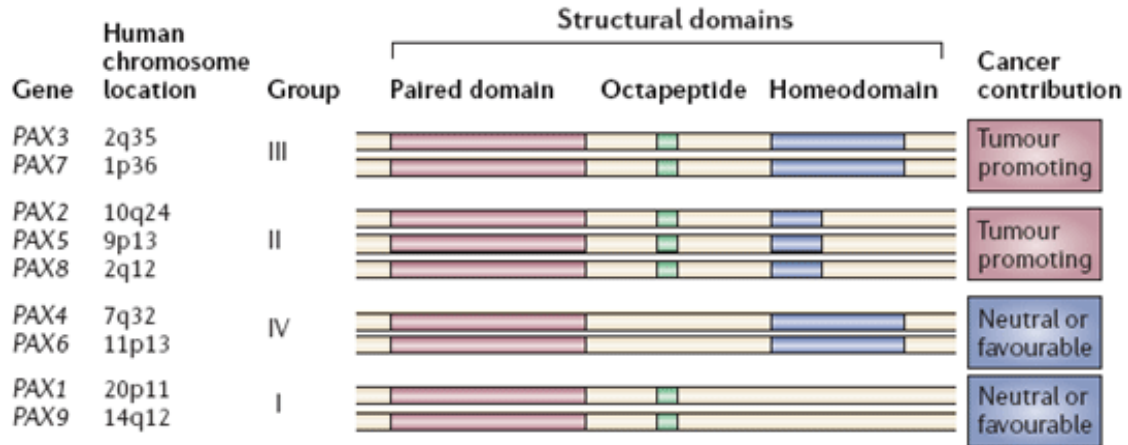 Structural domains
Gene Human chromosome location Group Paired domain Octapeptide Homeodomain Cancer contribution
PAX3 2q35 III Tumour promoting
PAX7 1p36
PAX2 10q24 II Tumour promoting
PAX5 9p13
PAX8 2q12
PAX4 7q32 IV Neutral or favourable
PAX6 11p13
PAX1 20p11 I Neutral or favourable
PAX9 14q12